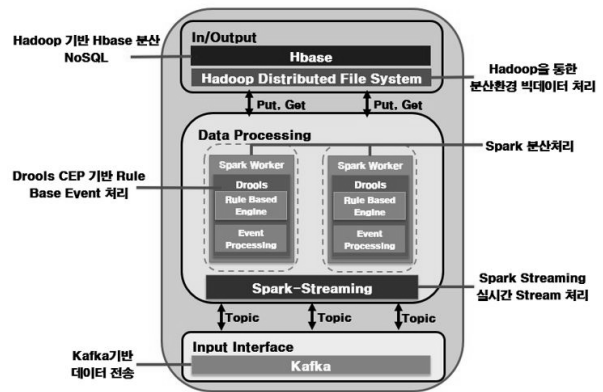 Hadoop 기반 Hbase 분산
NoSQL
In/Output
Hbase
Hadoop Distributed File System
Hadoop을 통한
분산환경 빅데이터 처리
Put, Get
Put, Get
Data Processing
Spark 분산처리
Spark Worker
Spark Worker
Drools CEP 기반 Rule
Base Event 처리
Drools
Rule Based
Engine
Event
Processing
Drools
Rule Based
Engine
Event
Processing
Spark-Streaming
Spark Streaming
실시간 Stream 처리
Topic
Topic
Topic
Input Interface
Kafka
Kafka기반
데이터 전송